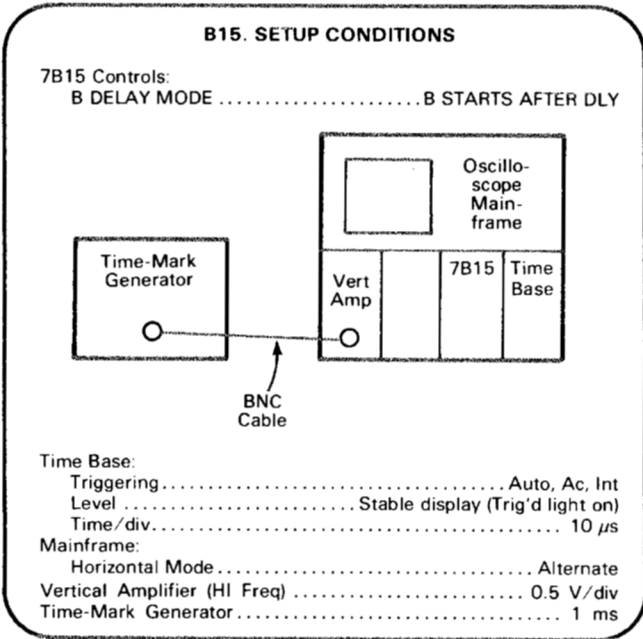 B15. SETUP CONDITIONS
7B15 Controls:
B DELAY MODE ...................... B STARTS AFTER DLY
Oscillo-
scope
Main-
frame
Time-Mark
Generator
Vert
Amp
7B15
Time
Base
BNC
Cable
Time Base:
Triggering .................................... Auto, Ac, Int
Level .......................... Stable display (Trig'd light on)
Time/div. ........................................... 10 µs
Mainframe:
Horizontal Mode ................................. Alternate
Vertical Amplifier (HI Freq) ......................... 0.5 V/div
Time-Mark Generator .................................. 1 ms